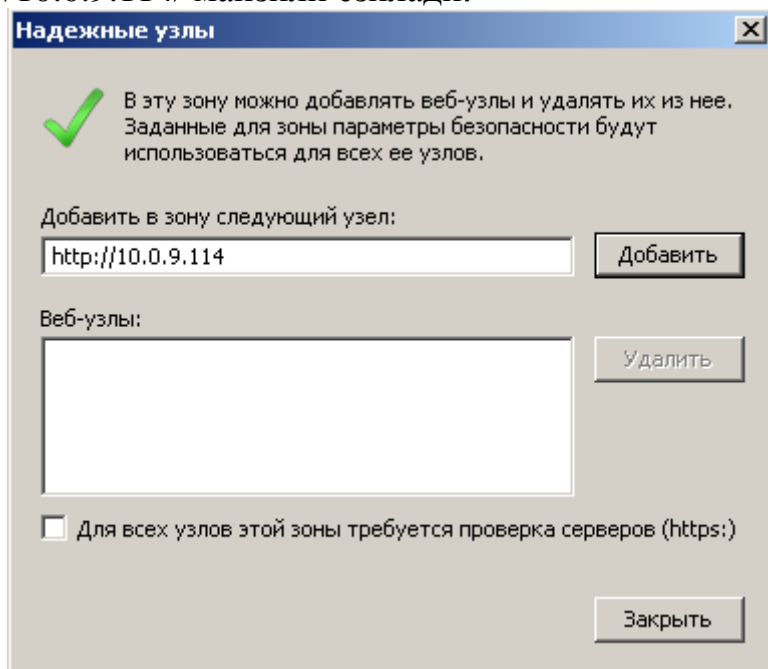 Надежные узлы
В эту зону можно добавлять веб-узлы и удалять их из нее.
Заданные для зоны параметры безопасности будут
использоваться для всех ее узлов.
Добавить в зону следующий узел:
http://10.0.9.114
Добавить
Веб-узлы:
Удалить
Для всех узлов этой зоны требуется проверка серверов (https:)
Закрыть